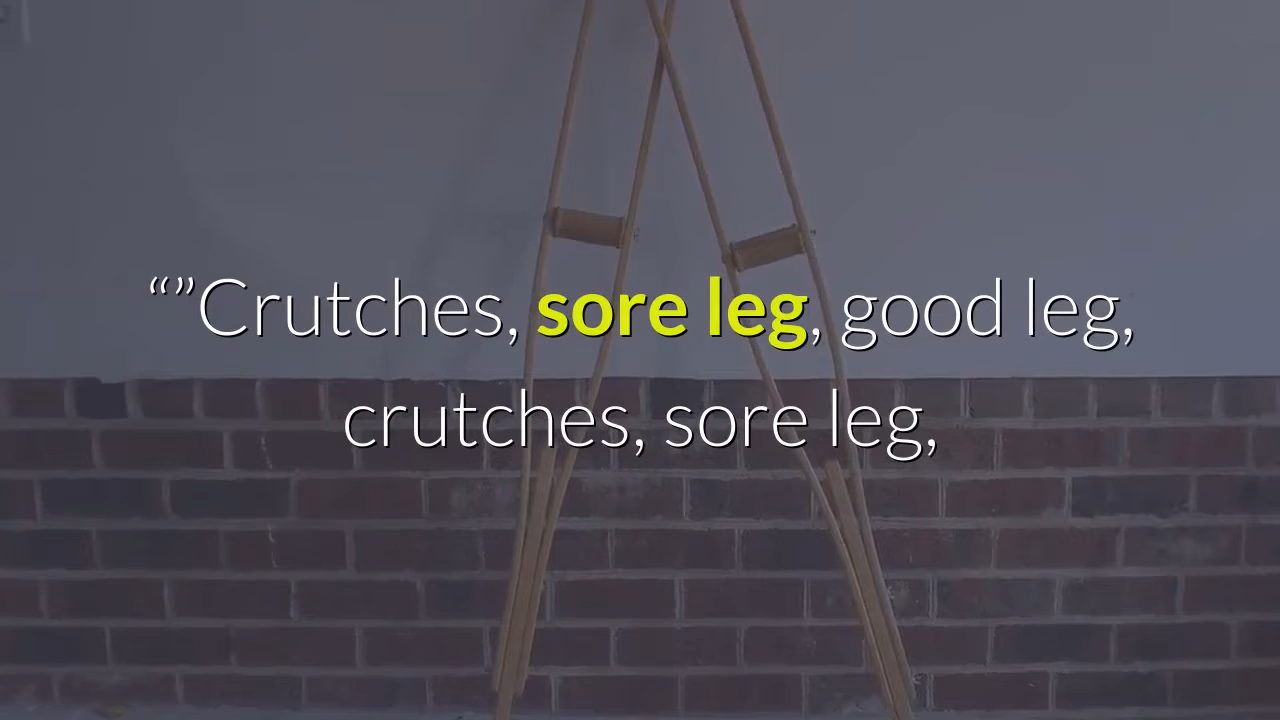 “”Crutches, sore leg, good leg,
crutches, sore leg,